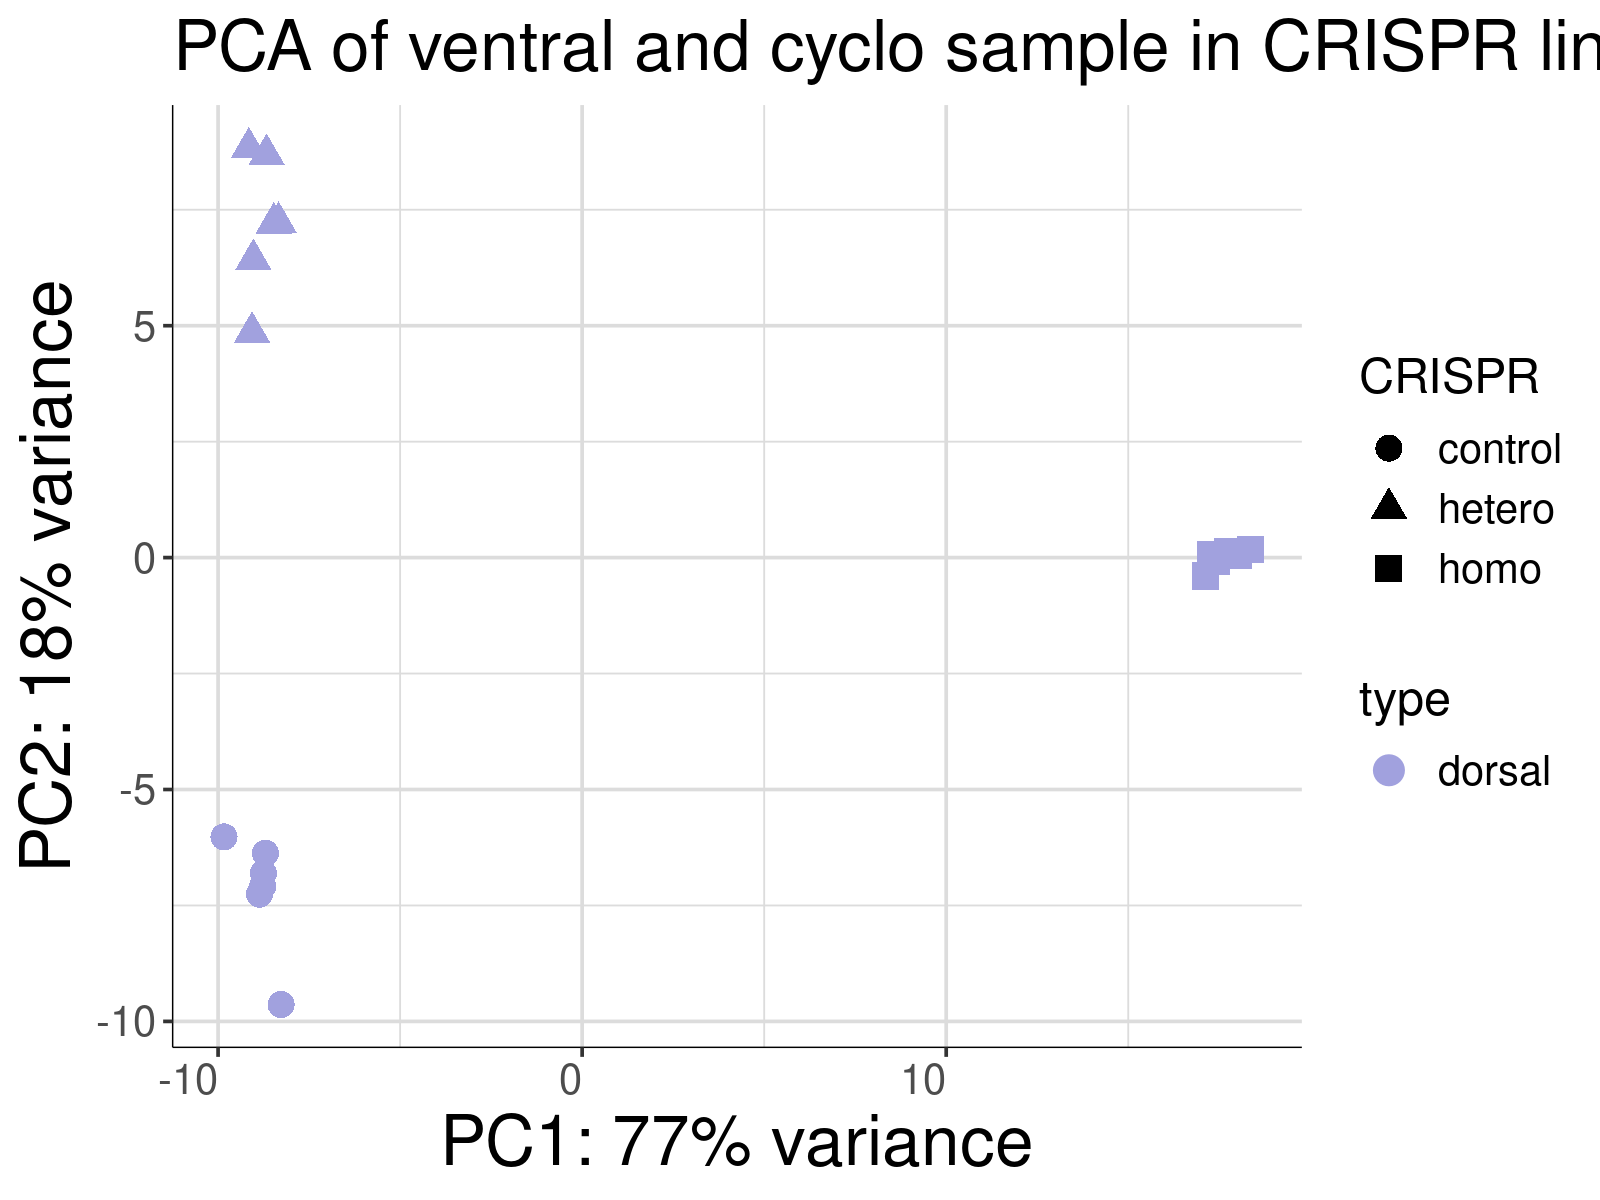 PCA of ventral and cyclo sample in CRISPR lin
PC2: 18% variance
5
0
-5
-10
-10
0
10
PC1: 77% variance
CRISPR
control
hetero
homo
type
dorsal